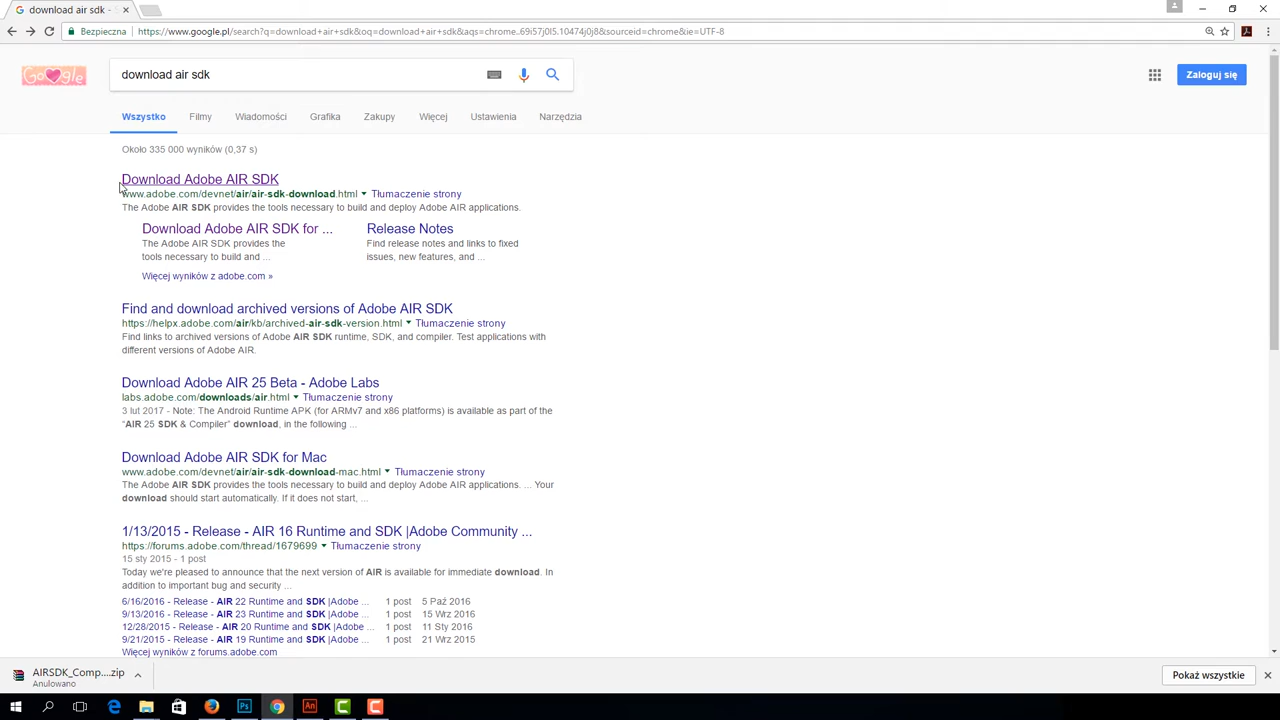 download air sdk -
Bezpieczna
https://www.google.pl/search?q=download+air+sdk&oq=download+air+sdk&aqs=chrome..69i57j0l5.10474j0j8&sourceid=chrome&ie=UTF-8
Google
download air sdk
Zaloguj się
Wszystko Filmy Wiadomości Grafika Zakupy Więcej Ustawienia Narzędzia
Około 335 000 wyników (0,37 s)
Download Adobe AIR SDK
www.adobe.com/devnet/air/air-sdk-download.html Tłumaczenie strony
The Adobe AIR SDK provides the tools necessary to build and deploy Adobe AIR applications.
Download Adobe AIR SDK for ... Release Notes
The Adobe AIR SDK provides the Find release notes and links to fixed
tools necessary to build and ... issues, new features, and ...
Więcej wyników z adobe.com »
Find and download archived versions of Adobe AIR SDK
https://helpx.adobe.com/air/kb/archived-air-sdk-version.html Tłumaczenie strony
Find links to archived versions of Adobe AIR SDK runtime, SDK, and compiler. Test applications with
different versions of Adobe AIR.
Download Adobe AIR 25 Beta - Adobe Labs
labs.adobe.com/downloads/air.html Tłumaczenie strony
3 lut 2017 - Note: The Android Runtime APK (for ARMv7 and x86 platforms) is available as part of the
“AIR 25 SDK & Compiler” download, in the following ...
Download Adobe AIR SDK for Mac
www.adobe.com/devnet/air/air-sdk-download-mac.html Tłumaczenie strony
The Adobe AIR SDK provides the tools necessary to build and deploy Adobe AIR applications. ... Your
download should start automatically. If it does not start, ...
1/13/2015 - Release - AIR 16 Runtime and SDK |Adobe Community ...
https://forums.adobe.com/thread/1679699 Tłumaczenie strony
15 sty 2015 - 1 post
Today we're pleased to announce that the next version of AIR is available for immediate download. In
addition to important bug and security ...
6/16/2016 - Release - AIR 22 Runtime and SDK |Adobe ... 1 post 5 Paź 2016
9/13/2016 - Release - AIR 23 Runtime and SDK |Adobe ... 1 post 15 Wrz 2016
12/28/2015 - Release - AIR 20 Runtime and SDK |Adobe ... 1 post 11 Sty 2016
9/21/2015 - Release - AIR 19 Runtime and SDK |Adobe ... 1 post 21 Wrz 2015
Więcej wyników z forums.adobe.com
AIRSDK_Comp....zip
Anulowano
Pokaż wszystkie
Ps An C C